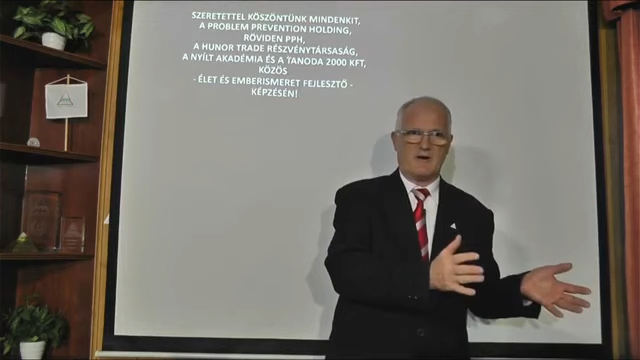 SZERETETTEL KÖSZÖNTÜNK MINDENKIT,
A PROBLEM PREVENTION HOLDING,
RÖVIDEN PPH,
A HUNOR TRADE RÉSZVÉNYTÁRSASÁG,
A NYÍLT AKADÉMIA ÉS A TANODA 2000 KFT,
KÖZÖS
- ÉLET ÉS EMBERISMERET FEJLESZTŐ -
KÉPZÉSÉN!